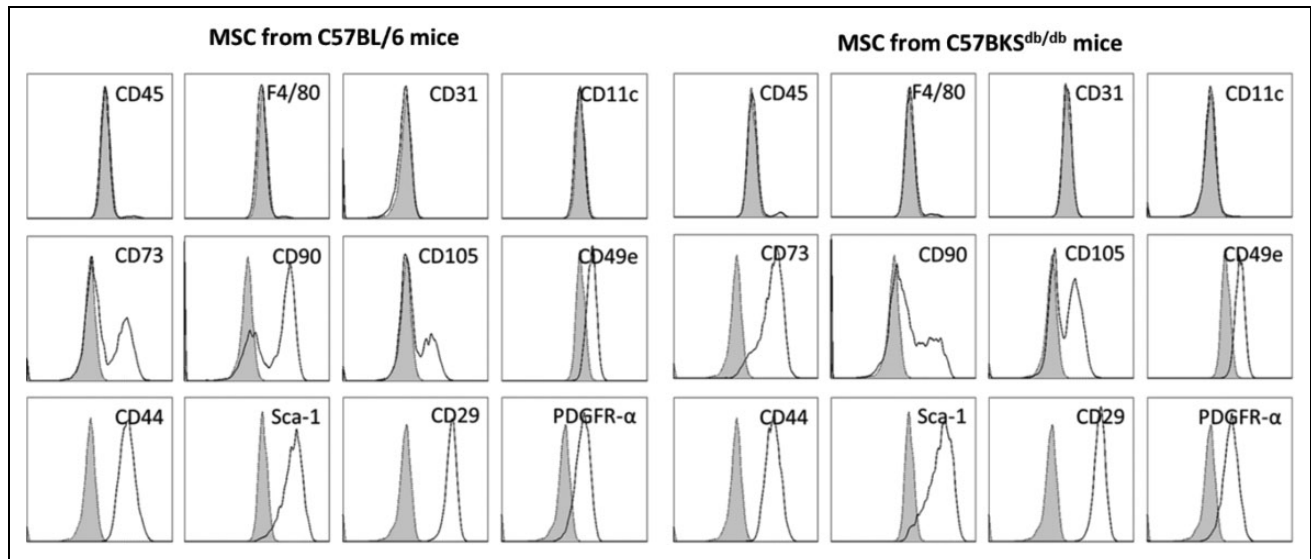 MSC from C57BL/6 mice
MSC from C57BKSdb/db mice
CD45 F4/80 CD31 CD11c CD45 F4/80 CD31 CD11c
CD73 CD90 CD105 CD49e CD73 CD90 CD105 CD49e
CD44 Sca-1 CD29 PDGFR-α CD44 Sca-1 CD29 PDGFR-α